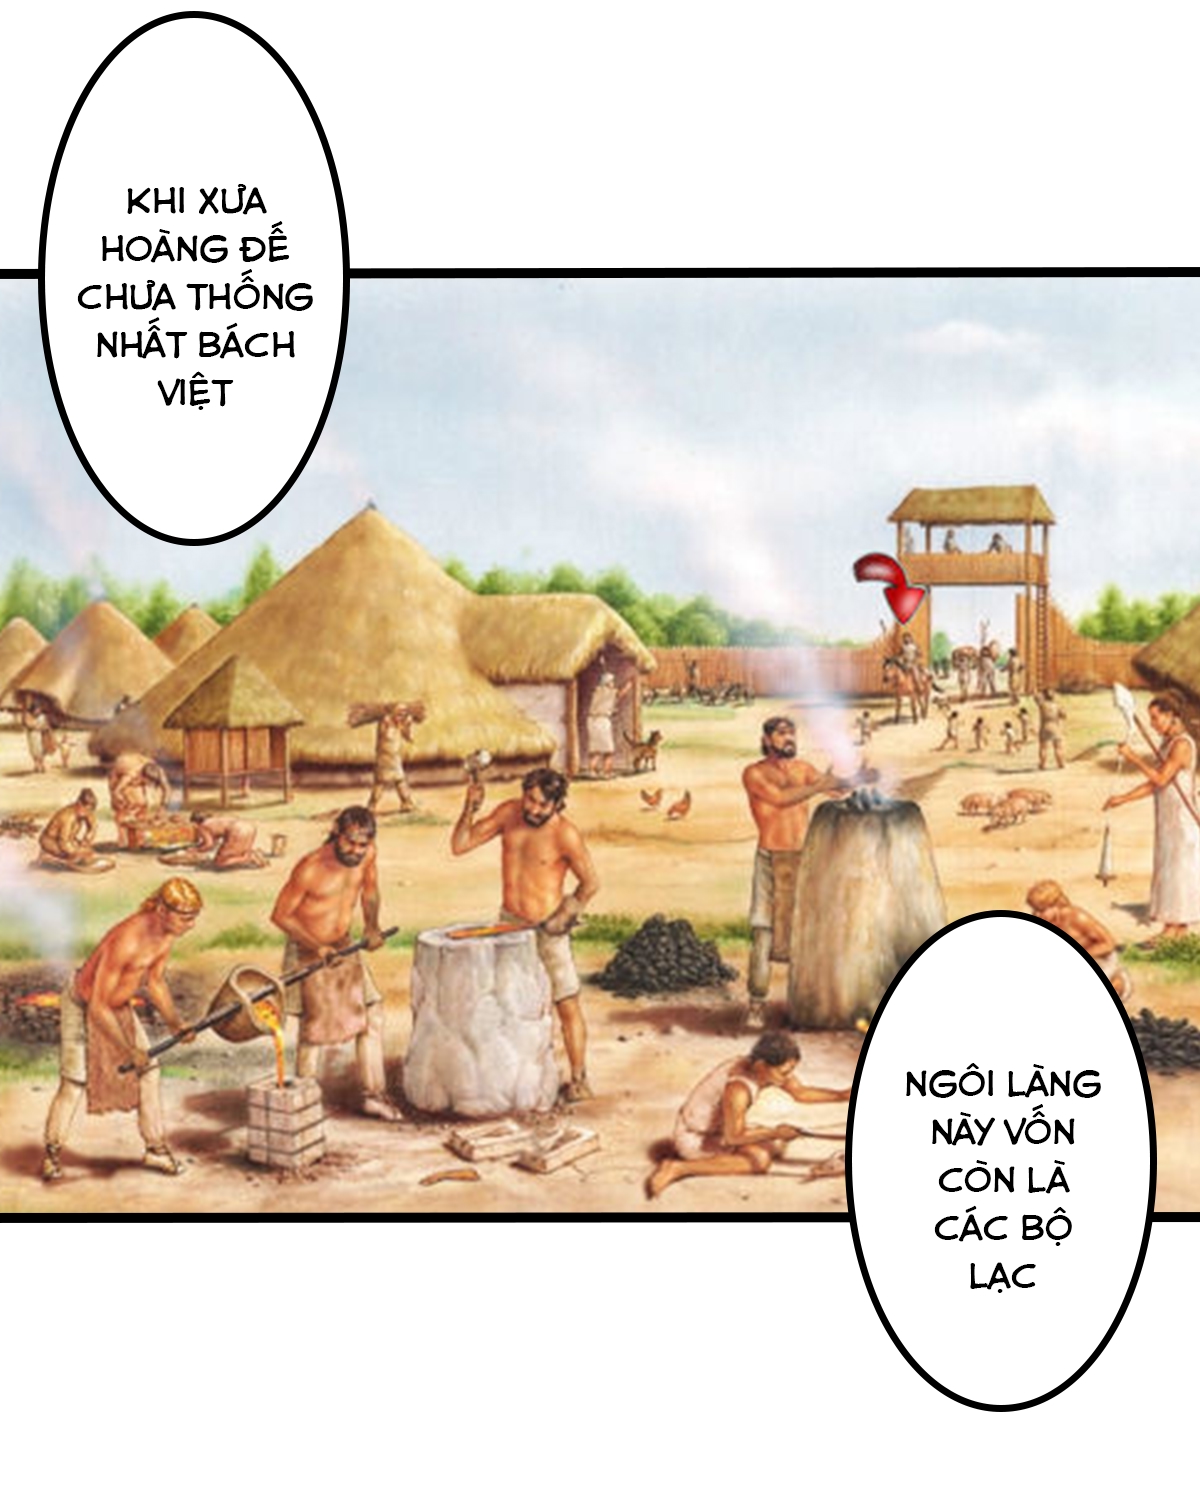 KHI XƯA
HOÀNG ĐẾ
CHƯA THỐNG
NHẤT BÁCH
VIỆT
NGÔI LÀNG
NÀY VỐN
CÒN LÀ
CÁC BỘ
LẠC